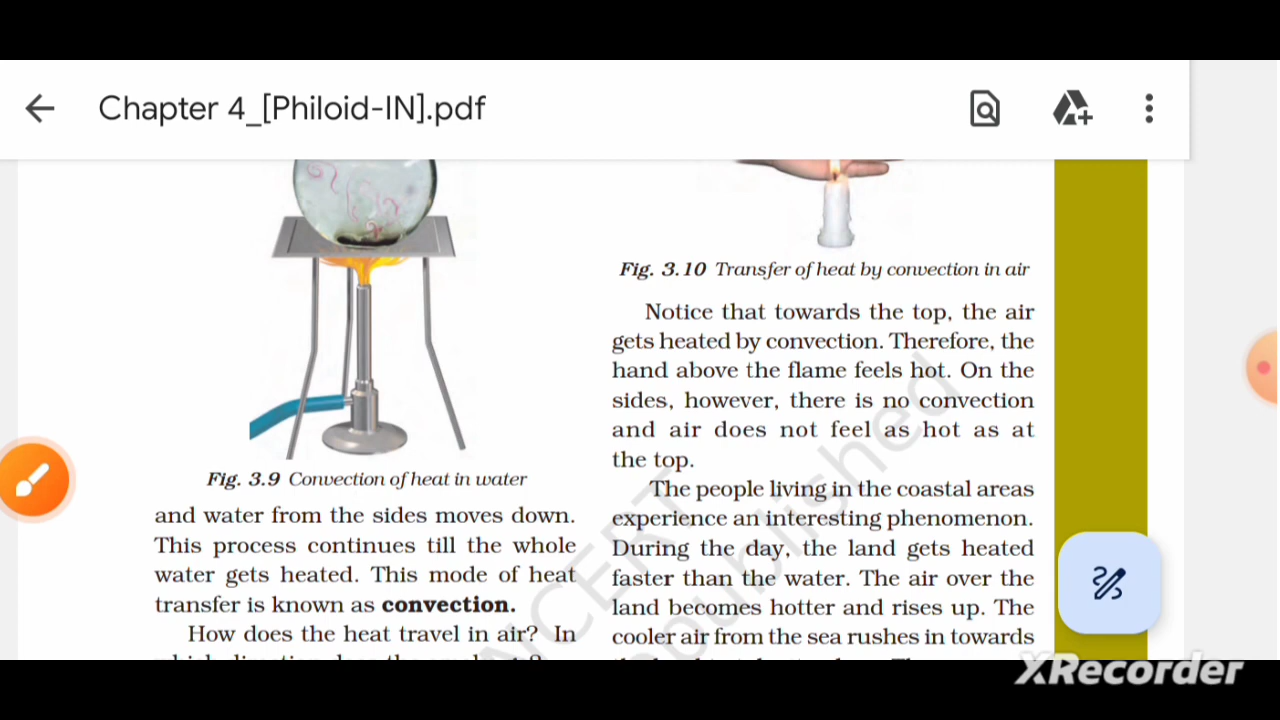 Chapter 4_[Philoid-IN].pdf
Fig. 3.9 Convection of heat in water
and water from the sides moves down.
This process continues till the whole
water gets heated. This mode of heat
transfer is known as convection.
How does the heat travel in air? In
Fig. 3.10 Transfer of heat by convection in air
Notice that towards the top, the air
gets heated by convection. Therefore, the
hand above the flame feels hot. On the
sides, however, there is no convection
and air does not feel as hot as at
the top.
The people living in the coastal areas
experience an interesting phenomenon.
During the day, the land gets heated
faster than the water. The air over the
land becomes hotter and rises up. The
cooler air from the sea rushes in towards
NCERT
published
XRecorder